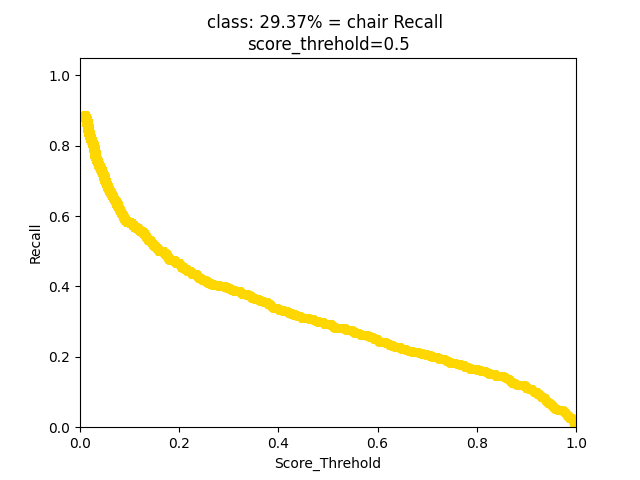 class: 29.37% = chair Recall
score_threhold=0.5
1.0
0.8
0.6
0.4
0.2
0.0
Recall
0.0 0.2 0.4 0.6 0.8 1.0
Score_Threhold